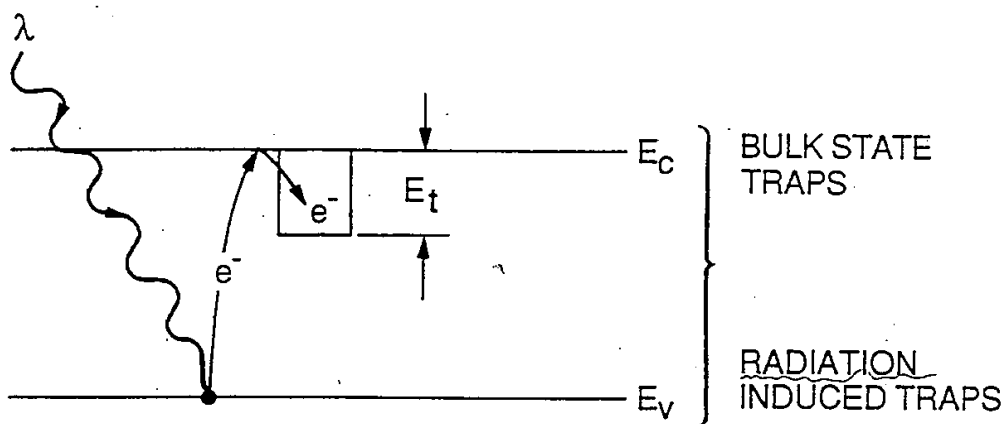 λ
E_c
BULK STATE
TRAPS
E_t
e⁻
e⁻
RADIATION
INDUCED TRAPS
E_v